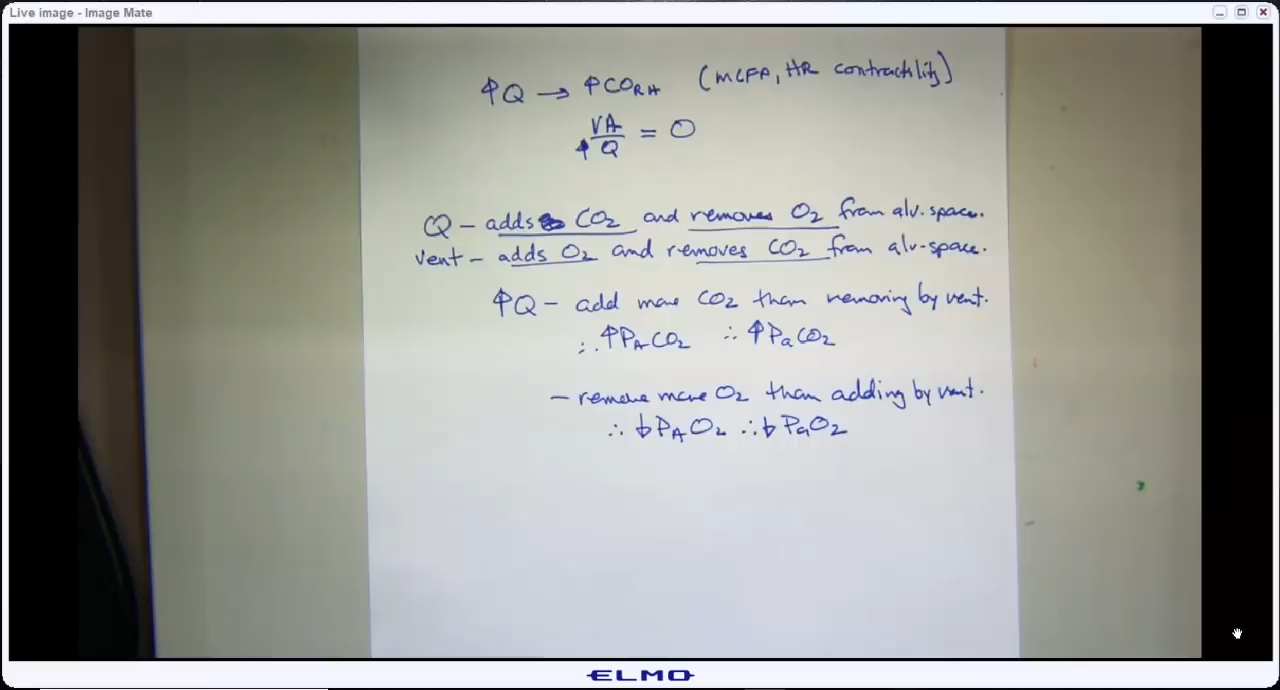 Live image - Image Mate
↑Q → ↑CO_RH (MCFP, HR contractility)
↑ VA/Q = 0
Q - adds CO₂ and removes O₂ from alv. space.
vent - adds O₂ and removes CO₂ from alv-space.
↑Q - add more CO₂ than removing by vent.
∴ ↑PACO₂ ∴ ↑PaCO₂
- remove more O₂ than adding by vent.
∴ ↓PAO₂ ∴ ↓PaO₂
ELMO